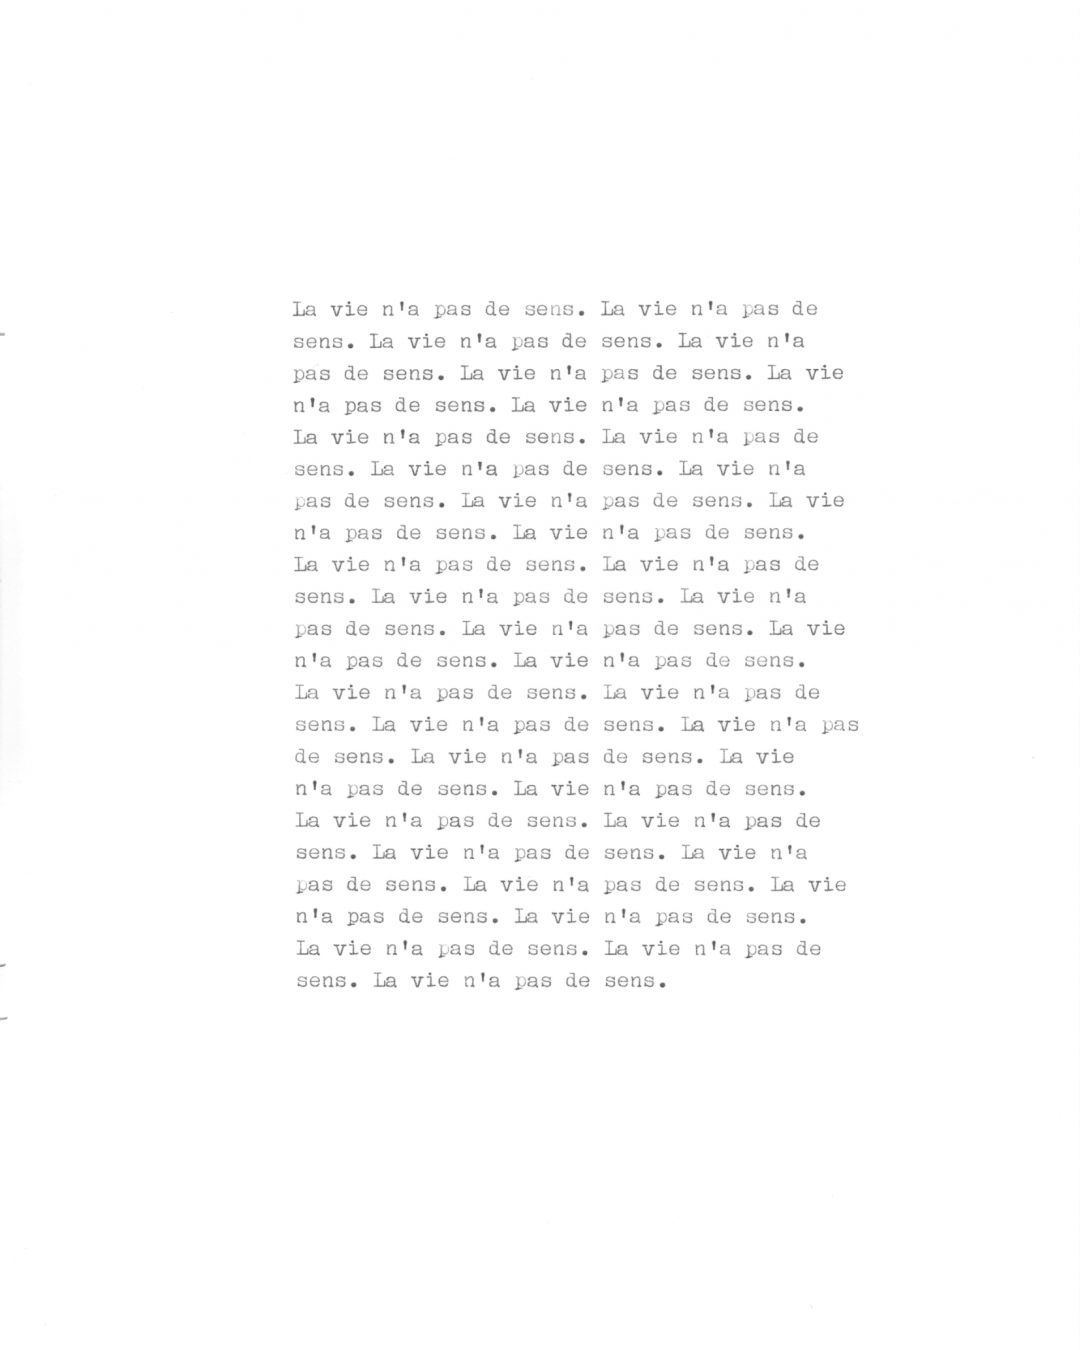 La vie n'a pas de sens. La vie n'a pas de
sens. La vie n'a pas de sens. La vie n'a
pas de sens. La vie n'a pas de sens. La vie
n'a pas de sens. La vie n'a pas de sens.
La vie n'a pas de sens. La vie n'a pas de
sens. La vie n'a pas de sens. La vie n'a
pas de sens. La vie n'a pas de sens. La vie
n'a pas de sens. La vie n'a pas de sens.
La vie n'a pas de sens. La vie n'a pas de
sens. La vie n'a pas de sens. La vie n'a
pas de sens. La vie n'a pas de sens. La vie
n'a pas de sens. La vie n'a pas de sens.
La vie n'a pas de sens. La vie n'a pas de
sens. La vie n'a pas de sens. La vie n'a pas
de sens. La vie n'a pas de sens. La vie
n'a pas de sens. La vie n'a pas de sens.
La vie n'a pas de sens. La vie n'a pas de
sens. La vie n'a pas de sens. La vie n'a
pas de sens. La vie n'a pas de sens. La vie
n'a pas de sens. La vie n'a pas de sens.
La vie n'a pas de sens. La vie n'a pas de
sens. La vie n'a pas de sens.